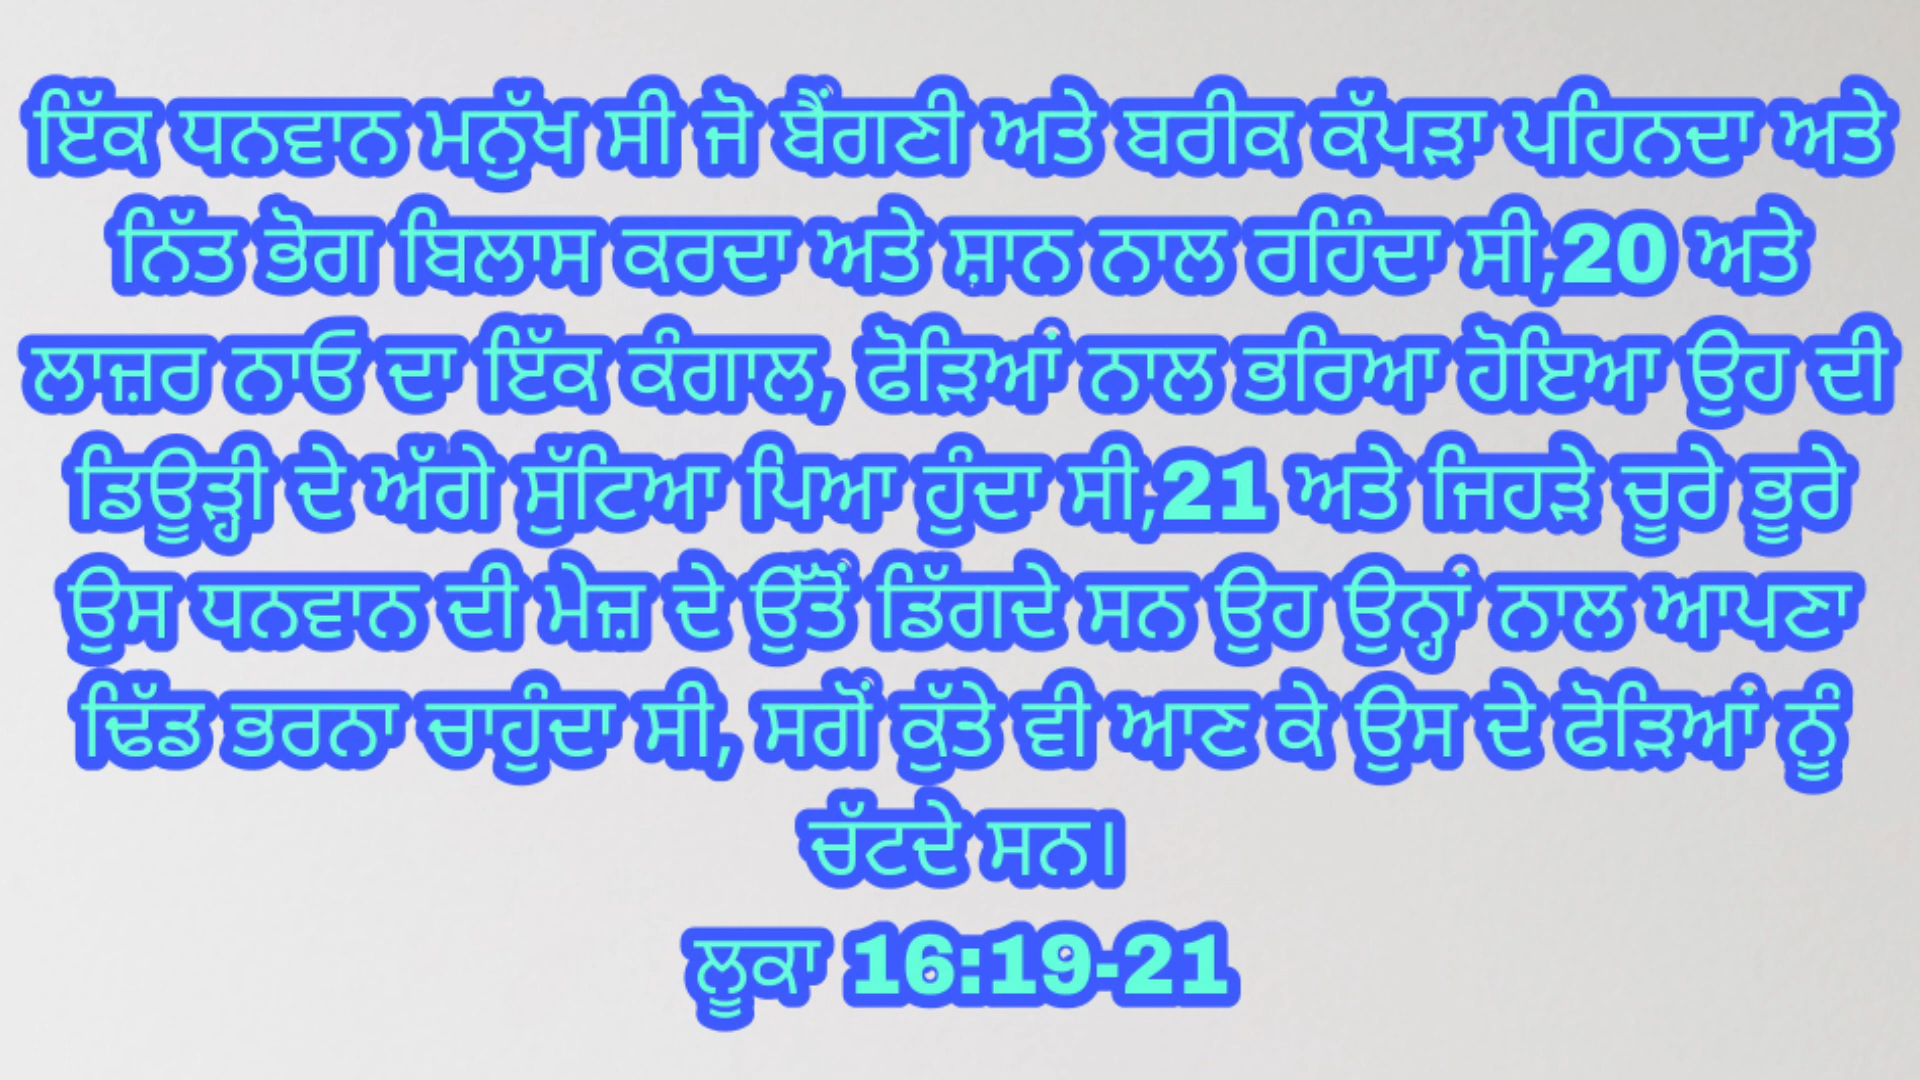 ਇੱਕ ਧਨਵਾਨ ਮਨੁੱਖ ਸੀ ਜੋ ਬੈਂਗਣੀ ਅਤੇ ਬਰੀਕ ਕੱਪੜਾ ਪਹਿਨਦਾ ਅਤੇ
ਨਿੱਤ ਭੋਗ ਬਿਲਾਸ ਕਰਦਾ ਅਤੇ ਸ਼ਾਨ ਨਾਲ ਰਹਿੰਦਾ ਸੀ;20 ਅਤੇ
ਲਾਜ਼ਰ ਨਾਓ ਦਾ ਇੱਕ ਕੰਗਾਲ, ਫੋੜਿਆਂ ਨਾਲ ਭਰਿਆ ਹੋਇਆ ਉਹ ਦੀ
ਡਿਊੜ੍ਹੀ ਦੇ ਅੱਗੇ ਸੁੱਟਿਆ ਪਿਆ ਹੁੰਦਾ ਸੀ;21 ਅਤੇ ਜਿਹੜੇ ਚੂਰੇ ਭੂਰੇ
ਉਸ ਧਨਵਾਨ ਦੀ ਮੇਜ਼ ਦੇ ਉੱਤੋਂ ਡਿੱਗਦੇ ਸਨ ਉਹ ਉਨ੍ਹਾਂ ਨਾਲ ਆਪਣਾ
ਢਿੱਡ ਭਰਨਾ ਚਾਹੁੰਦਾ ਸੀ, ਸਗੋਂ ਕੁੱਤੇ ਵੀ ਆਣ ਕੇ ਉਸ ਦੇ ਫੋੜਿਆਂ ਨੂੰ
ਚੱਟਦੇ ਸਨ।
ਲੂਕਾ 16:19-21